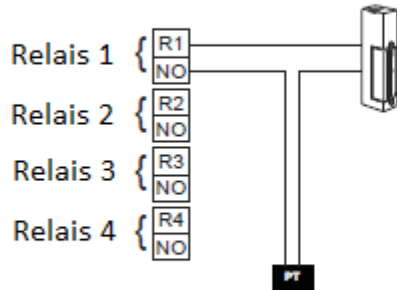 Relais 1 { R1
NO
Relais 2 { R2
NO
Relais 3 { R3
NO
Relais 4 { R4
NO
PT